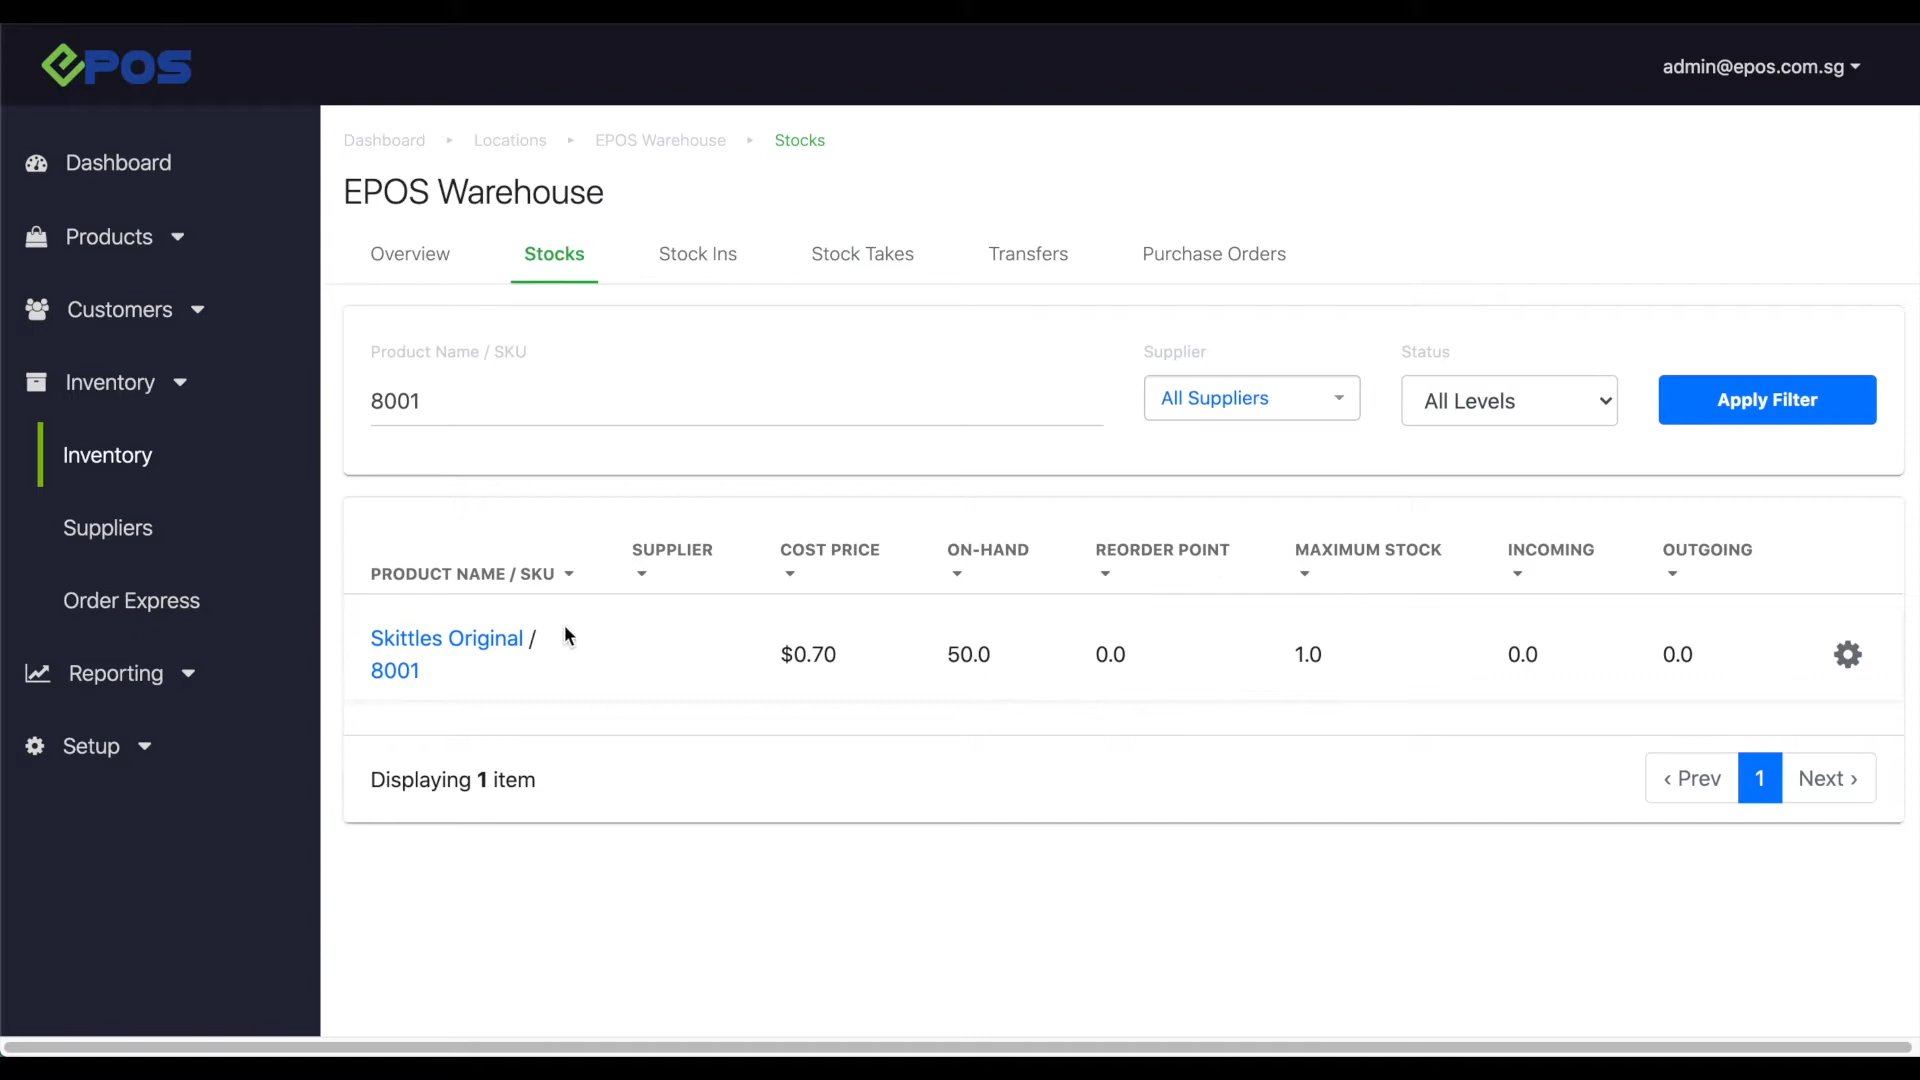 ePOS
admin@epos.com.sg
Dashboard
Products
Customers
Inventory
Inventory
Suppliers
Order Express
Reporting
Setup
Dashboard Locations EPOS Warehouse Stocks
EPOS Warehouse
Overview Stocks Stock Ins Stock Takes Transfers Purchase Orders
Product Name / SKU Supplier Status
8001 All Suppliers All Levels Apply Filter
PRODUCT NAME / SKU SUPPLIER COST PRICE ON-HAND REORDER POINT MAXIMUM STOCK INCOMING OUTGOING
Skittles Original /
8001 $0.70 50.0 0.0 1.0 0.0 0.0
Displaying 1 item ‹ Prev 1 Next ›